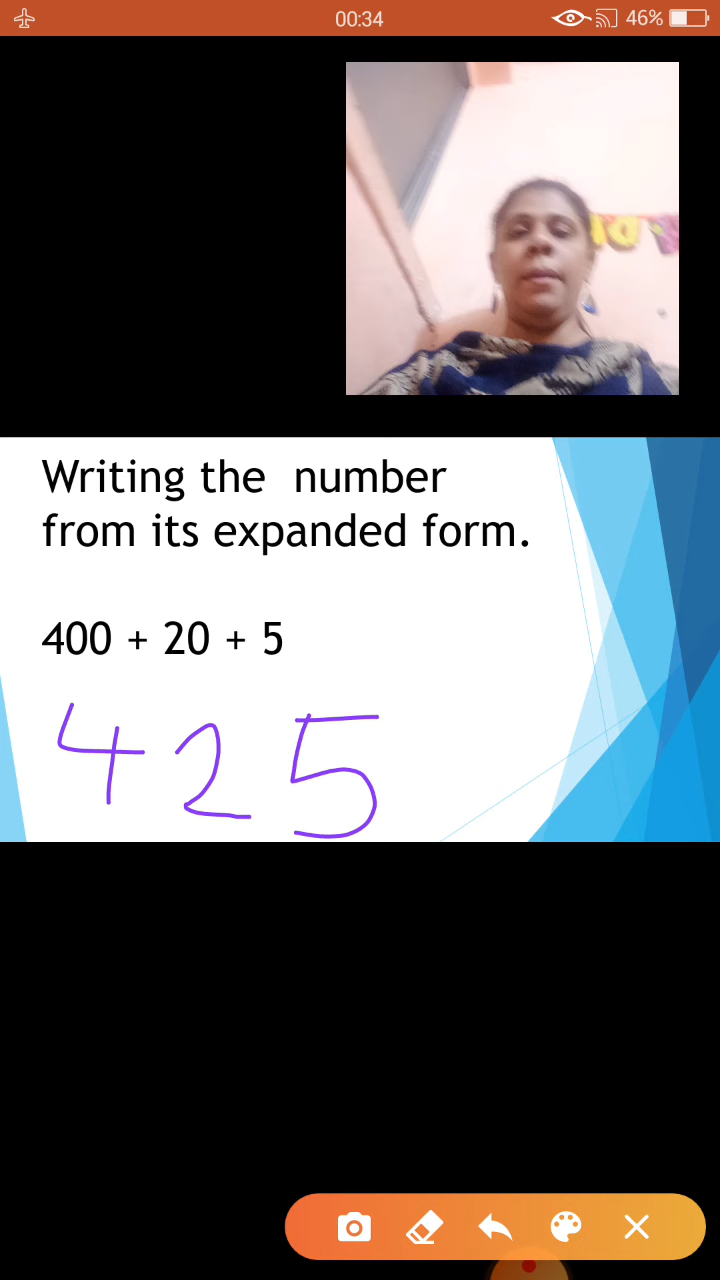 00:34
46%
Writing the number
from its expanded form.
400 + 20 + 5
425